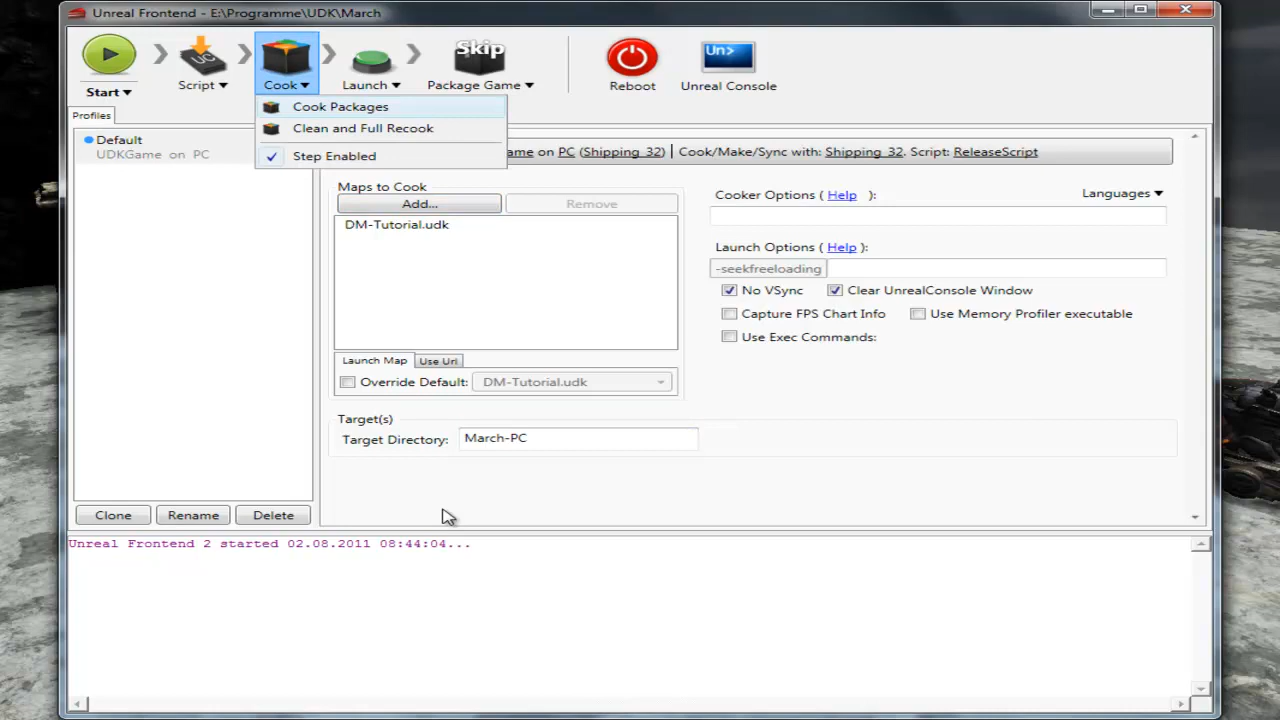 Unreal Frontend - E:\Programme\UDK\March
Skip
Un>
UC
Start
Script
Cook
Launch
Package Game
Reboot
Unreal Console
Cook Packages
Clean and Full Recook
Step Enabled
Profiles
Default
UDKGame on PC
ame on PC (Shipping_32) | Cook/Make/Sync with: Shipping_32. Script: ReleaseScript
Maps to Cook
Add...
Remove
DM-Tutorial.udk
Launch Map
Use Url
Override Default:
DM-Tutorial.udk
Cooker Options ( Help ):
Languages
Launch Options ( Help ):
-seekfreeloading
No VSync
Clear UnrealConsole Window
Capture FPS Chart Info
Use Memory Profiler executable
Use Exec Commands:
Target(s)
Target Directory:
March-PC
Clone
Rename
Delete
Unreal Frontend 2 started 02.08.2011 08:44:04...